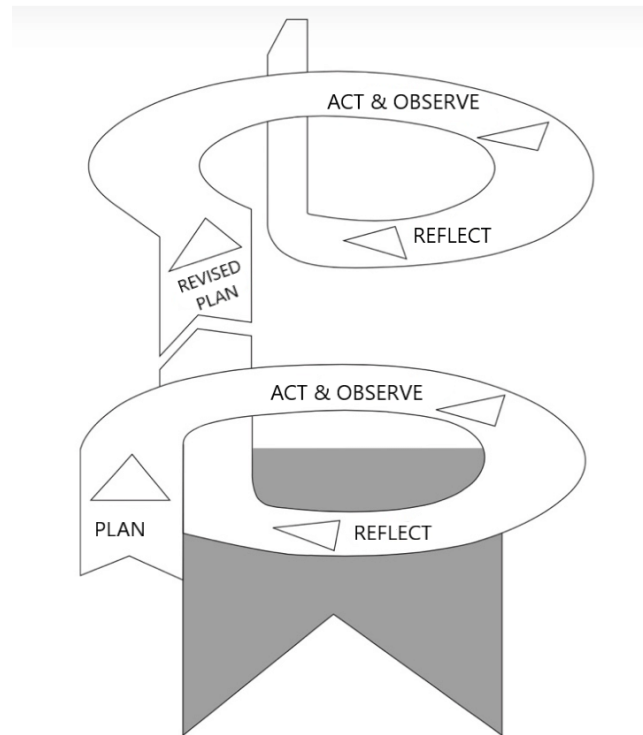 ACT & OBSERVE
REFLECT
REVISED
PLAN
ACT & OBSERVE
PLAN
REFLECT